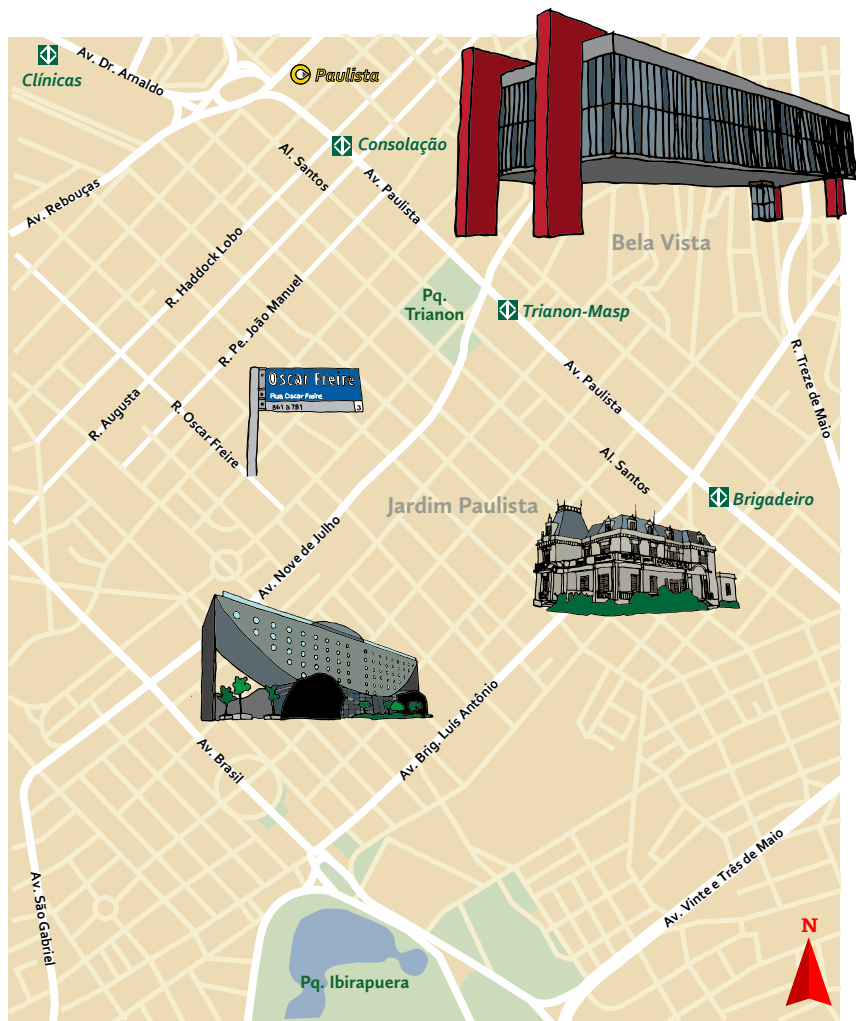 Av. Dr. Arnaldo
Clínicas
Paulista
Consolação
Al. Santos
Av. Paulista
Av. Rebouças
R. Haddock Lobo
Bela Vista
R. Pe. João Manuel
Pq.
Trianon
Trianon-Masp
Oscar Freire
Rua Oscar Freire
561 a 781
3
R. Augusta
R. Oscar Freire
Av. Paulista
R. Treze de Maio
Al. Santos
Brigadeiro
Jardim Paulista
Av. Nove de Julho
Av. Brasil
Av. Brig. Luís Antônio
Av. São Gabriel
Av. Vinte e Três de Maio
Pq. Ibirapuera
N